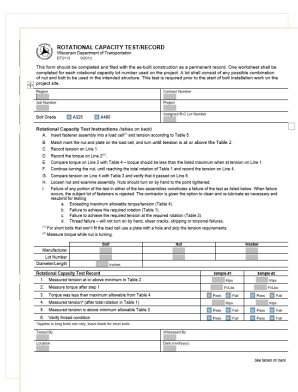 ROTATIONAL CAPACITY TEST/RECORD
Wisconsin Department of Transportation
DT2113 9/2013
This form should be completed and filed with the as-built construction as a permanent record. One worksheet shall be
completed for each rotational capacity lot number used on the project. A lot shall consist of any possible combination
of nut and bolt to be used in the intended structure. This test is required prior to the start of bolt installation work on the
project site.
Region
Contract Number
Job Number
Project
Bolt Grade A325 A490
Assigned R-C Lot Number
Rotational Capacity Test Instructions (tables on back)
A. Insert fastener assembly into a load cell(1) and tension according to Table 5.
B. Match mark the nut and plate on the load cell, and turn until tension is at or above the Table 2.
C. Record tension on Line 1.
D. Record the torque on Line 2(2).
E. Compare torque on Line 3 with Table 4 – torque should be less than the listed maximum when at tension on Line 1.
F. Continue turning the nut, until reaching the total rotation of Table 1 and record the tension on Line 4.
G. Compare tension on Line 5 with Table 3 and verify that it passed on Line 5.
H. Loosen nut and examine assembly. Nuts should turn on by hand to the point tightened.
I. Failure of any portion of the test in either of the test assemblies constitutes a failure of the test as listed below. When failure
occurs, the subject lot of fasteners is rejected. The contractor is given the option to clean and re-lubricate as necessary and
resubmit for testing:
a. Exceeding maximum allowable torque/tension (Table 4).
b. Failure to achieve the required rotation (Table 1).
c. Failure to achieve the required tension at the required rotation (Table 3).
d. Thread failure – will not turn on by hand, shear cracks, stripping or torsional failures.
(1) For short bolts that won't fit the load cell use a plate with a hole and skip the tension requirements.
(2) Measure torque while nut is turning.
Bolt Nut Washer
Manufacturer
Lot Number
Diameter/Length Inches
Rotational Capacity Test Record Sample #1 Sample #2
1. Measured tension at or above minimum in Table 2 Kips Kips
2. Measure torque after step 1 Ft/Lbs Ft/Lbs
3. Torque was less than maximum allowable from Table 4 Pass Fail Pass Fail
4. Measured tension* (after total rotation in Table 1) Kips Kips
5. Measured tension is above minimum allowable Table 3 Pass Fail Pass Fail
6. Verify thread condition Pass Fail Pass Fail
*Applies to long bolts test only, leave blank for short bolts
Tested By
Witnessed By
Location
Date (mm/dd/yy)
See tables on back